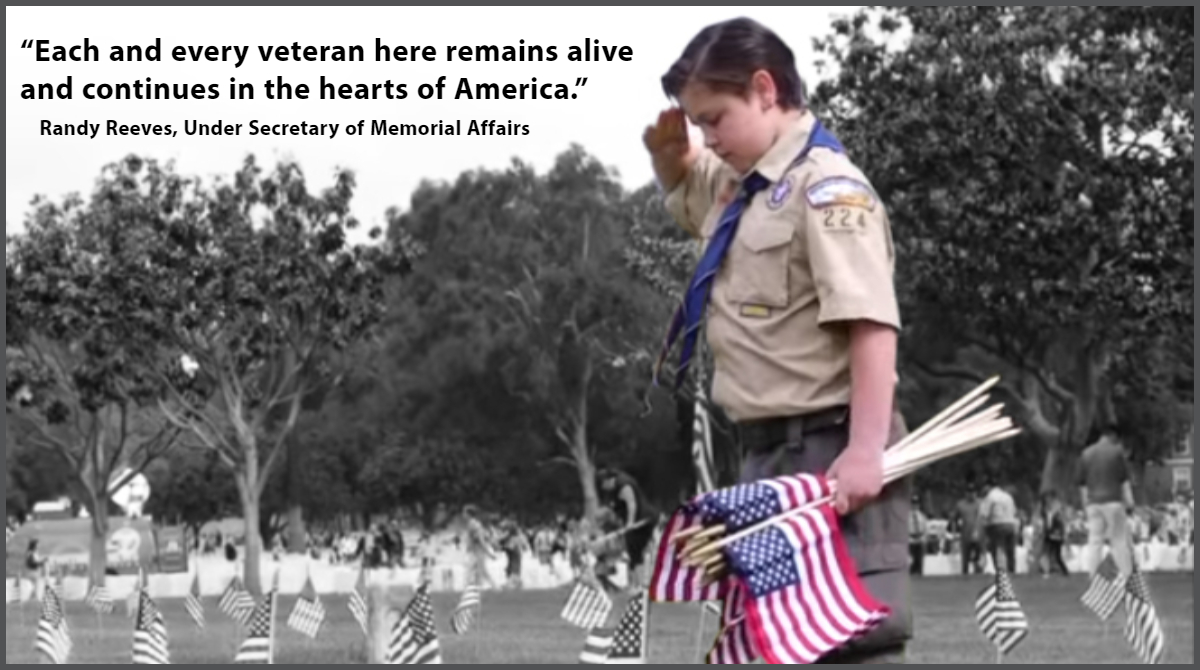 “Each and every veteran here remains alive
and continues in the hearts of America.”
Randy Reeves, Under Secretary of Memorial Affairs
224